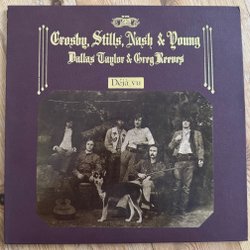 Crosby, Stills, Nash & Young
Dallas Taylor & Greg Reeves
Déjà vu